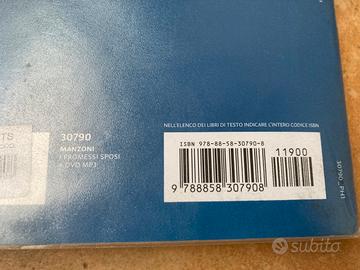 NELL'ELENCO DEI LIBRI DI TESTO INDICARE L'INTERO CODICE ISBN
30790
MANZONI
I PROMESSI SPOSI
+ DVD MP3
ISBN 978-88-58-30790-8
11900
9 788858 307908
30790_PH1
subito